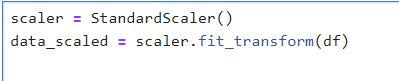 scaler = StandardScaler()
data_scaled = scaler.fit_transform(df)